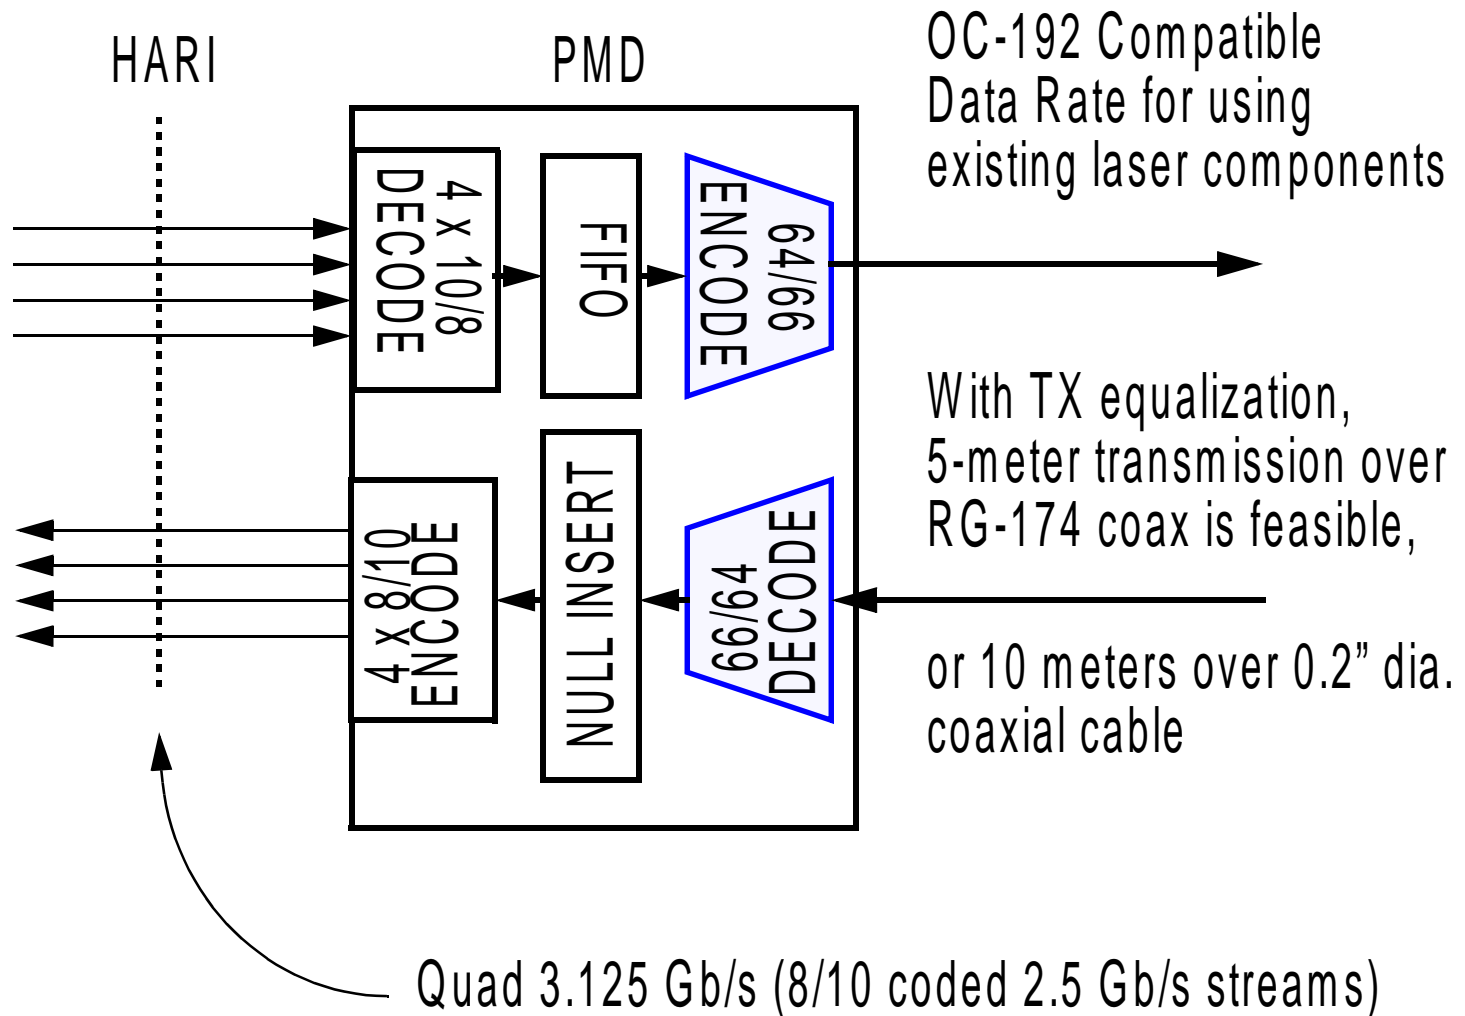 HARI
PMD
OC-192 Compatible
Data Rate for using
existing laser components
4 x 10/8
DECODE
FIFO
64/66
ENCODE
With TX equalization,
5-meter transmission over
RG-174 coax is feasible,
4 x 8/10
ENCODE
NULL INSERT
66/64
DECODE
or 10 meters over 0.2” dia.
coaxial cable
Quad 3.125 Gb/s (8/10 coded 2.5 Gb/s streams)